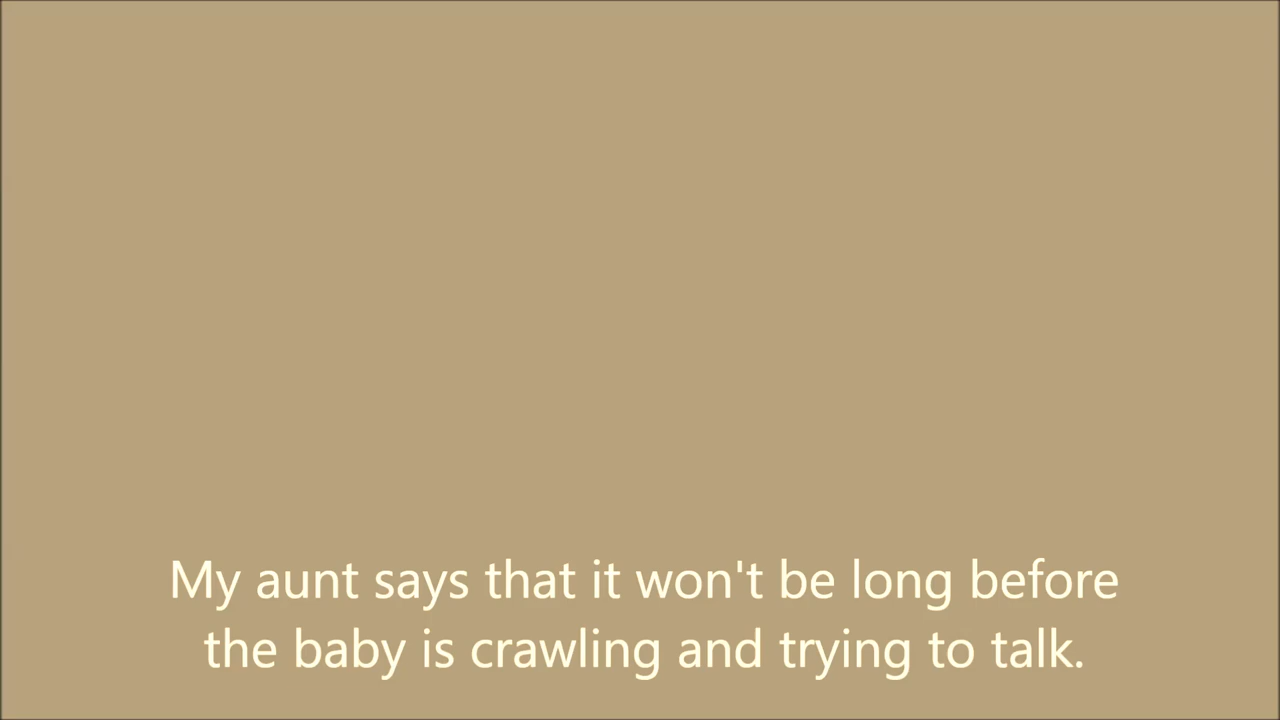 My aunt says that it won't be long before
the baby is crawling and trying to talk.